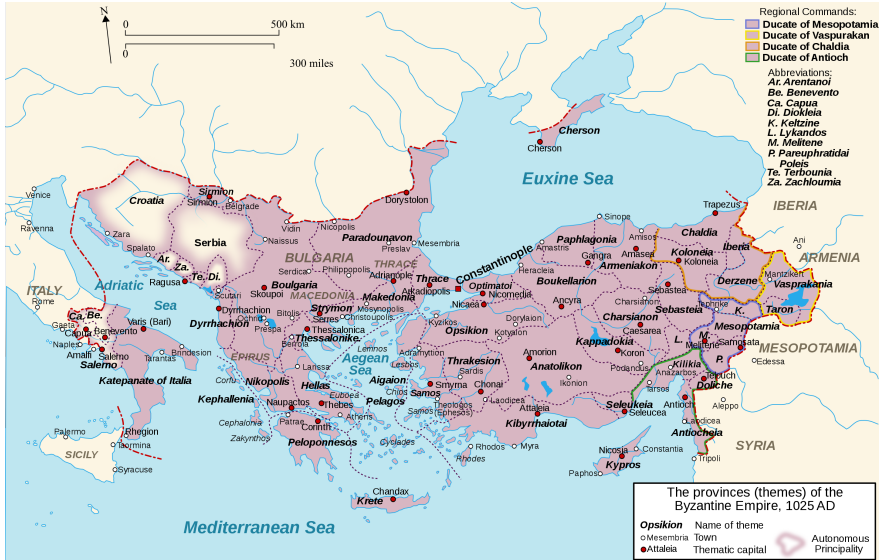 N
0
500 km
0
300 miles
Regional Commands:
Ducate of Mesopotamia
Ducate of Vaspurakan
Ducate of Chaldia
Ducate of Antioch
Abbreviations:
Ar. Arentanoi
Be. Benevento
Ca. Capua
Di. Diokleia
K. Keltzine
L. Lykandos
M. Melitene
P. Pareuphratidai
Poleis
Te. Terbounia
Za. Zachloumia
Cherson
Cherson
Euxine Sea
IBERIA
Venice
Ravenna
Croatia
Sirmion
Sirmion
Belgrade
Dorystolon
Sinope
Trapezus
Zara
Vidin
Nicopolis
Paradounavon
Preslav
Mesembria
Paphlagonia
Amisos
Chaldia
Ani
Spalato
Serbia
Naissus
Amastris
Gangra
Amasea
Iberia
ARMENIA
Ar.
Za.
BULGARIA
THRACE
Constantinople
Armeniakon
Koloneia
Koloneia
Ragusa
Te.
Di.
Serdica
Philippopolis
Adrianople
Thrace
Heracleia
Manzikert
ITALY
Rome
Adriatic
Sea
Scutari
Boulgaria
Skoupoi
MACEDONIA
Makedonia
Arkadiopolis
Optimatoi
Nicomedia
Boukellarion
Sebastea
Derzene
Vasprakania
Ca.
Be.
Gaeta
Capua
Benevento
Varis (Bari)
Dyrrhachion
Dyrrhachion
Ohrid
Prespa
Bitolis
Strymon
Serres
Christoupolis
Mosynopolis
Nicaea
Ancyra
Charsianon
Charsianon
Sebasteia
Tephrike
K.
Taron
Naples
Amalfi
Salerno
Salerno
Tarantas
Brindesion
Thessalonica
Thessalonike
Beroia
Kyzikos
Opsikion
Dorylaion
Kotyaion
Caesarea
Kappadokia
L.
M.
Melitene
Mesopotamia
Samosata
MESOPOTAMIA
EPIRUS
Larissa
Lemnos
Aegean
Sea
Adramyttion
Lesbos
Thrakesion
Sardis
Amorion
Anatolikon
Koron
P.
Edessa
Katepanate of Italia
Corfu
Nikopolis
Hellas
Aigaion
Chios
Samos
Smyrna
Chonai
Ikonion
Podandus
Kilikia
Anazarbos
Tarsos
Teluch
Doliche
Kephallenia
Naupactos
Euboea
Thebes
Pelagos
Samos
Theologos
(Ephesos)
Laodicea
Attaleia
Seleukeia
Seleucea
Antioch
Aleppo
Cephalonia
Patrae
Corinth
Athens
Kibyrrhaiotai
Laodicea
Palermo
Rhegion
Zakynthos
Peloponnesos
Cyclades
Antiocheia
Taormina
SICILY
Syracuse
Rhodos
Rhodes
Myra
Nicosia
Constantia
Kypros
Paphos
SYRIA
Tripoli
Chandax
Krete
Mediterranean Sea
The provinces (themes) of the
Byzantine Empire, 1025 AD
Opsikion Name of theme
Mesembria Town
Attaleia Thematic capital
Autonomous
Principality